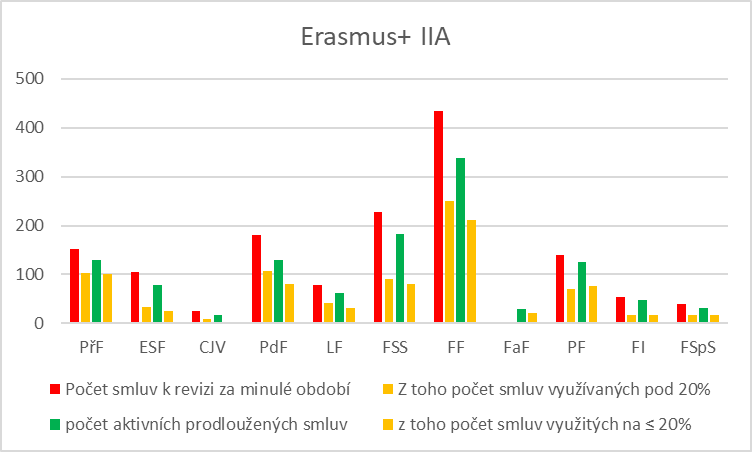 Erasmus+ IIA
500
400
300
200
100
0
PřF ESF CJV PdF LF FSS FF FaF PF FI FSpS
Počet smluv k revizi za minulé období Z toho počet smluv využívaných pod 20%
počet aktivních prodloužených smluv z toho počet smluv využitých na ≤ 20%